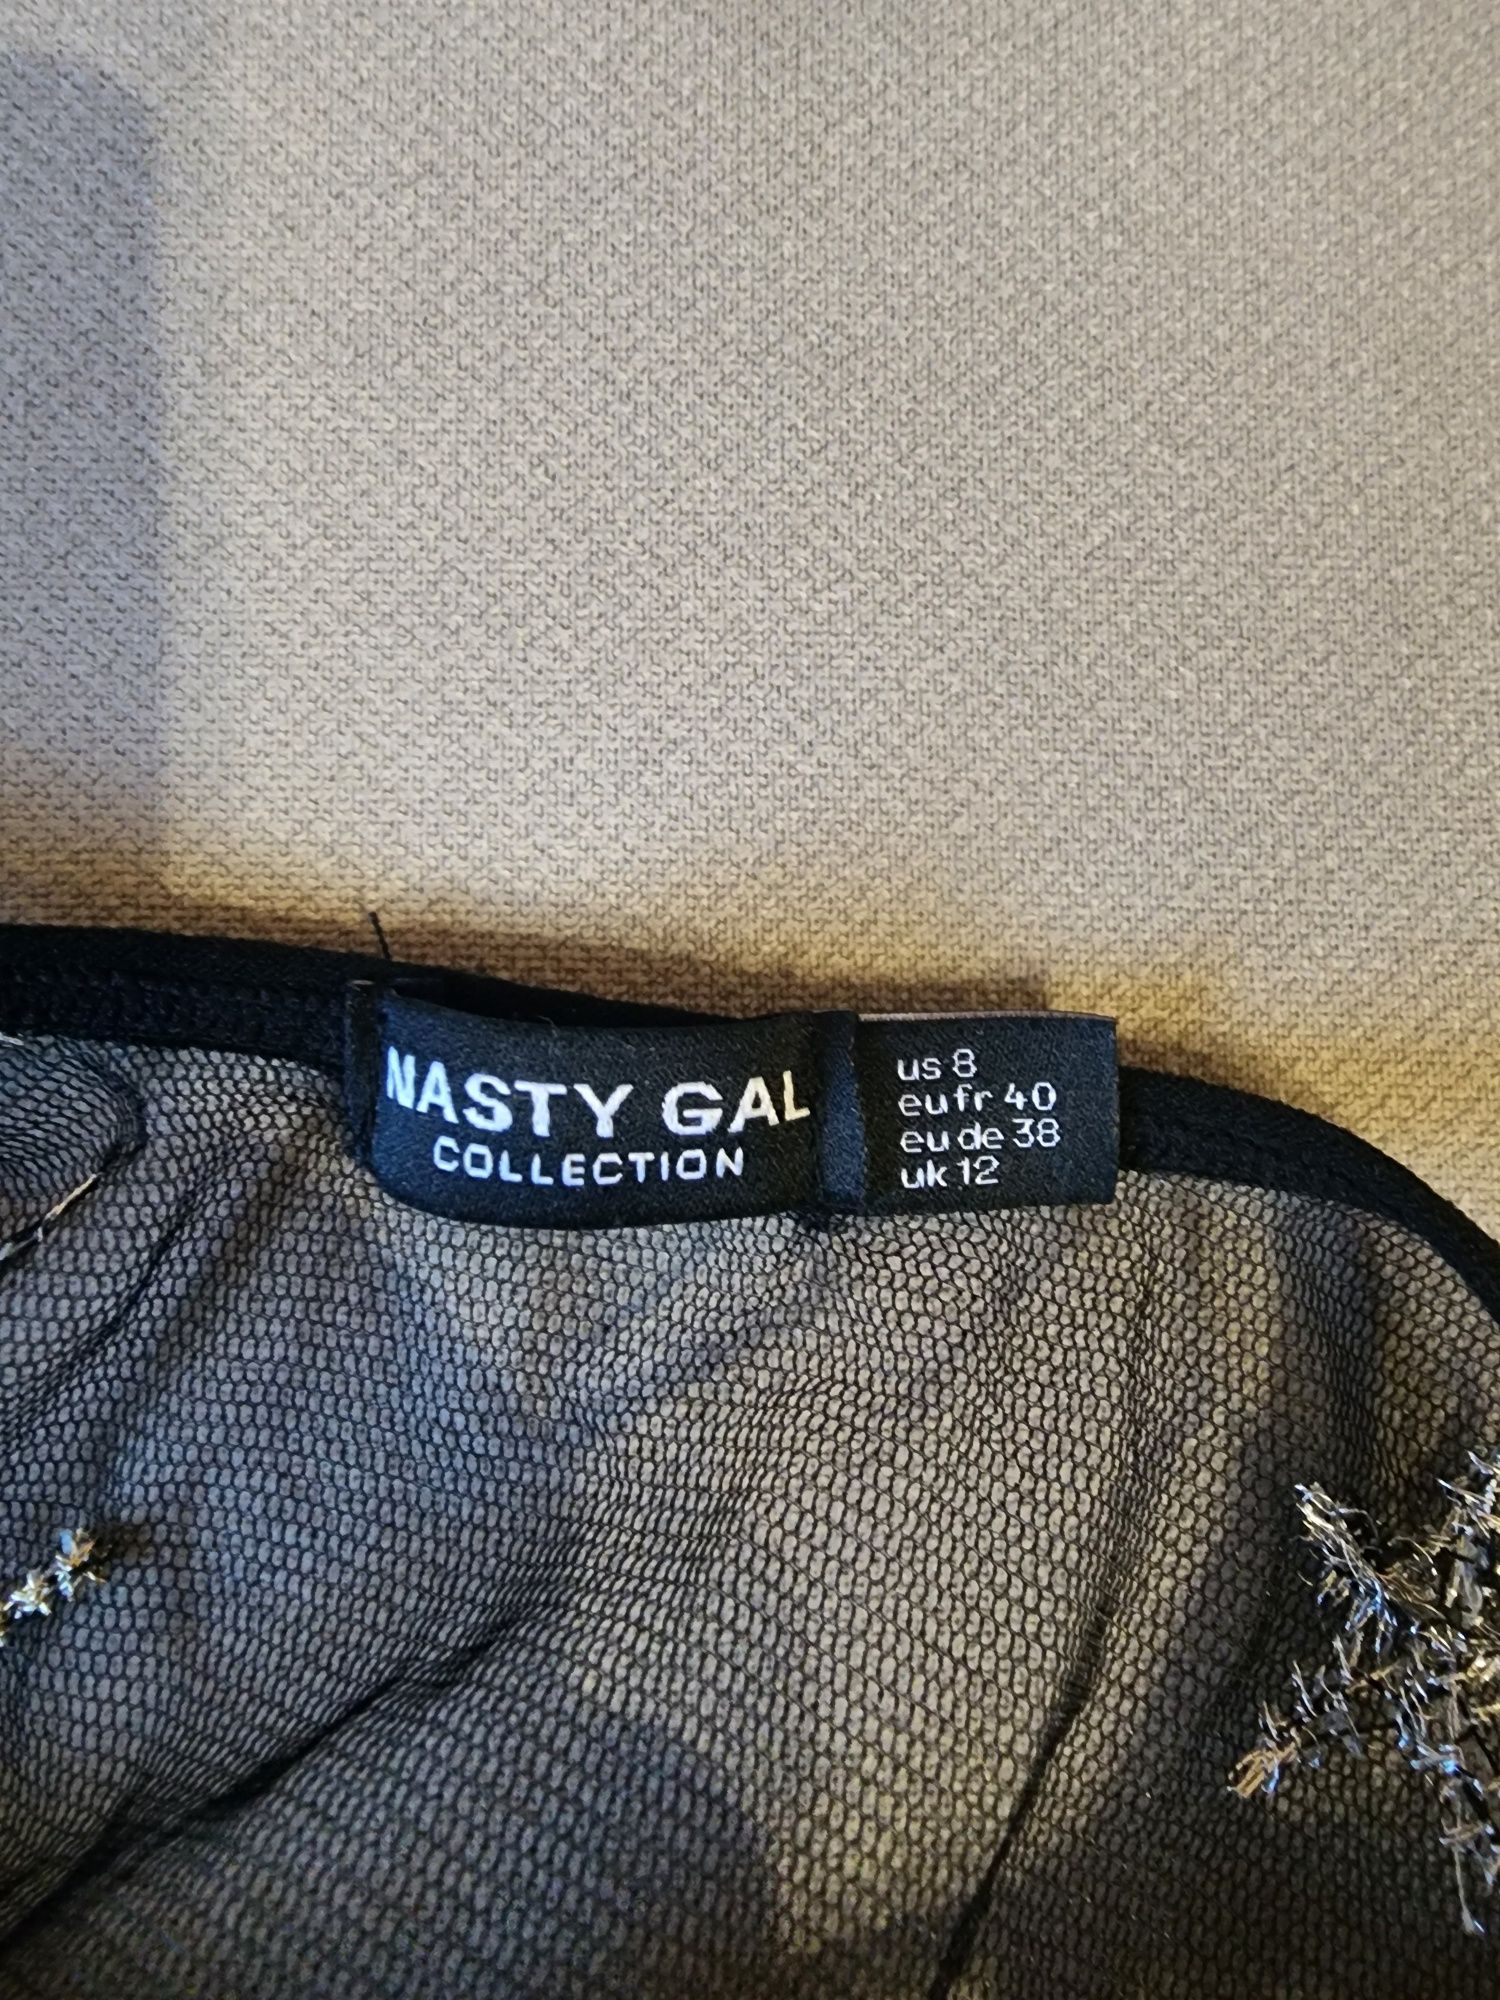 NASTY GAL
COLLECTION
us 8
eu fr 40
eu de 38
uk 12